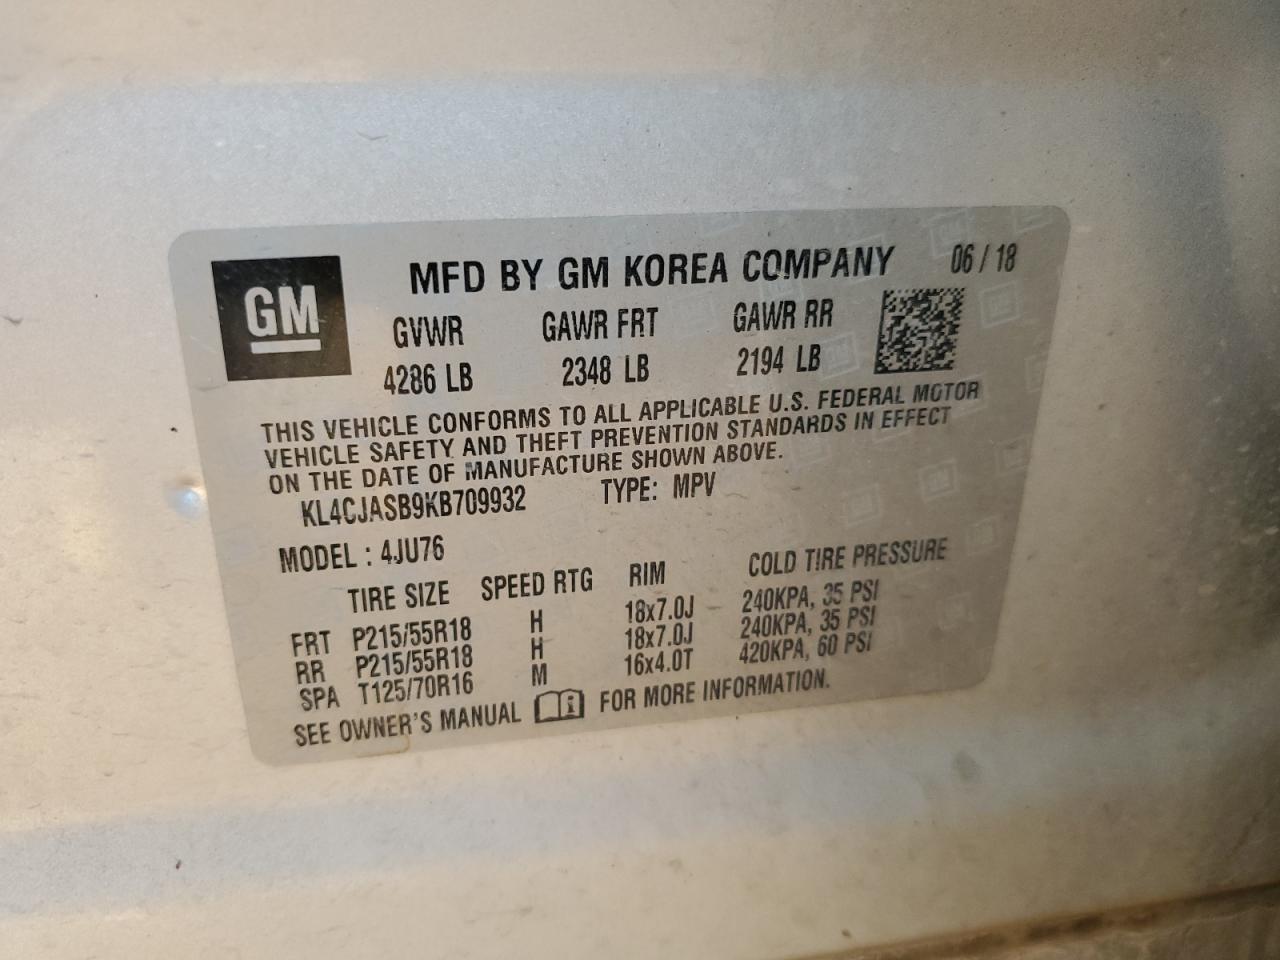 GM
MFD BY GM KOREA COMPANY 06 / 18
GVWR GAWR FRT GAWR RR
4286 LB 2348 LB 2194 LB
THIS VEHICLE CONFORMS TO ALL APPLICABLE U.S. FEDERAL MOTOR
VEHICLE SAFETY AND THEFT PREVENTION STANDARDS IN EFFECT
ON THE DATE OF MANUFACTURE SHOWN ABOVE.
KL4CJASB9KB709932 TYPE: MPV
MODEL : 4JU76
TIRE SIZE SPEED RTG RIM COLD TIRE PRESSURE
FRT P215/55R18 H 18x7.0J 240KPA, 35 PSI
RR P215/55R18 H 18x7.0J 240KPA, 35 PSI
SPA T125/70R16 M 16x4.0T 420KPA, 60 PSI
SEE OWNER'S MANUAL FOR MORE INFORMATION.